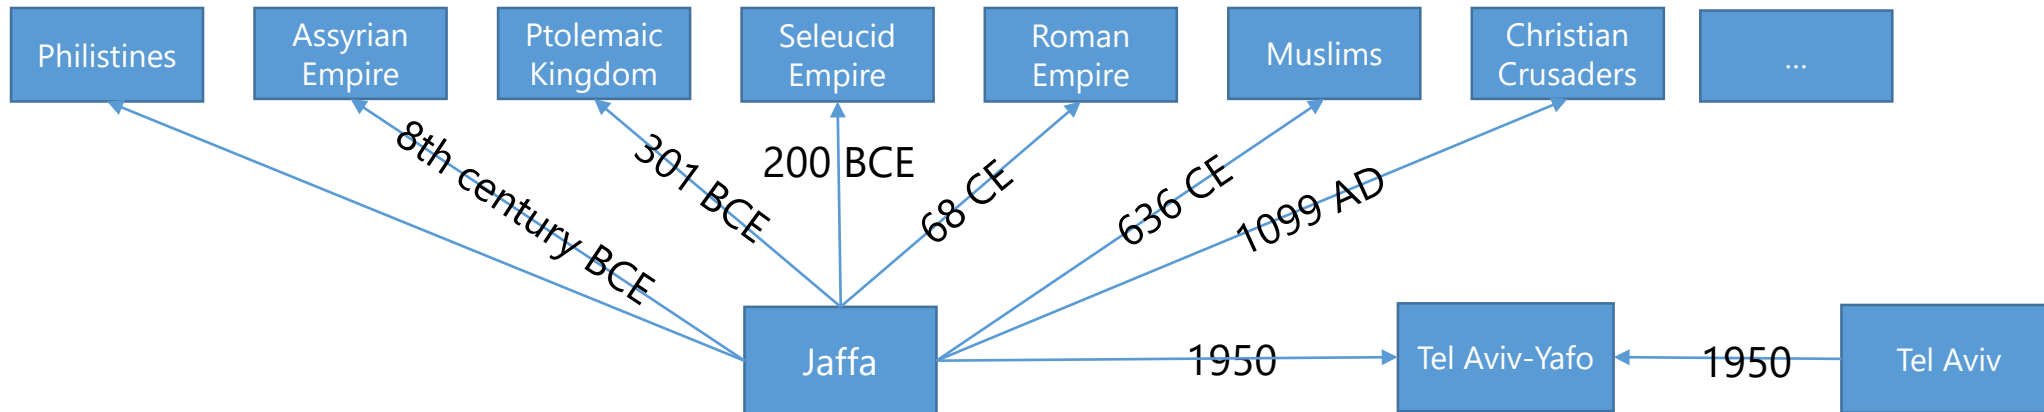 Philistines
Assyrian
Empire
Ptolemaic
Kingdom
Seleucid
Empire
Roman
Empire
Muslims
Christian
Crusaders
...
8th century BCE
301 BCE
200 BCE
68 CE
636 CE
1099 AD
Jaffa
1950
Tel Aviv-Yafo
1950
Tel Aviv